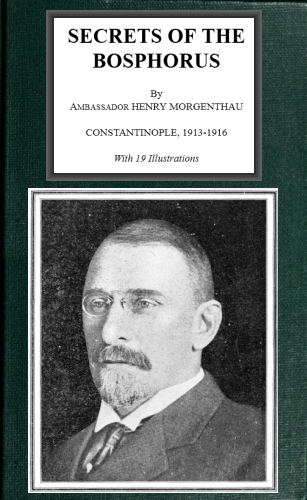 SECRETS OF THE
BOSPHORUS
By
AMBASSADOR HENRY MORGENTHAU
CONSTANTINOPLE, 1913-1916
With 19 Illustrations